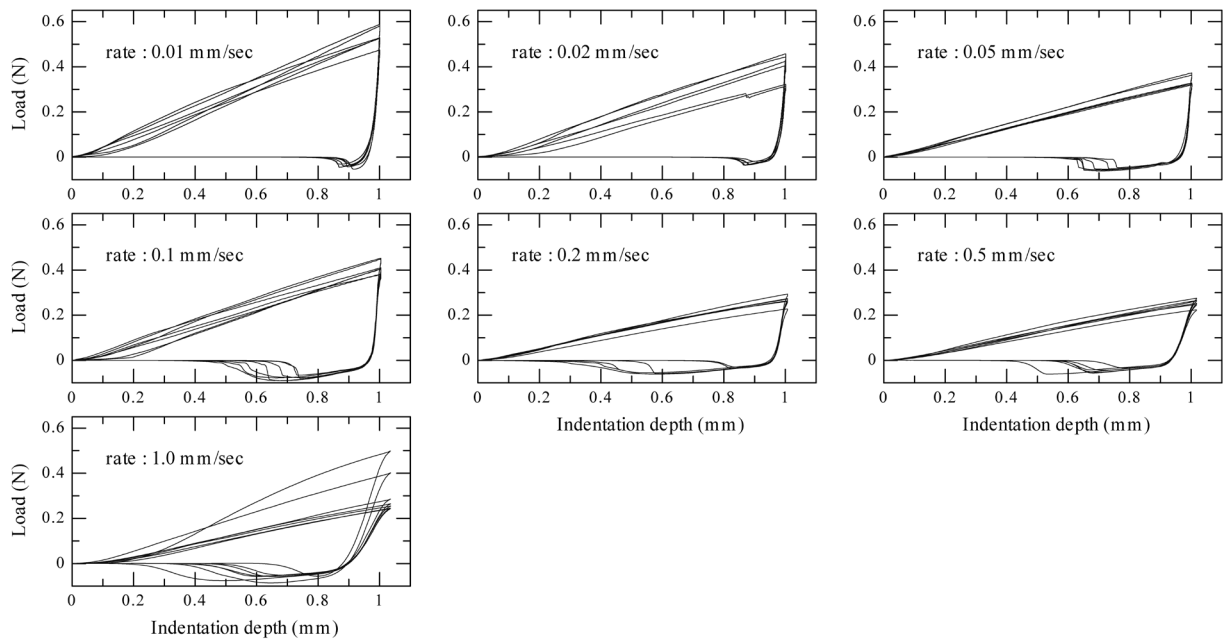 0.6
0.4
0.2
0
Load (N)
rate : 0.01 mm/sec
0 0.2 0.4 0.6 0.8 1
0.6
0.4
0.2
0
rate : 0.02 mm/sec
0 0.2 0.4 0.6 0.8 1
0.6
0.4
0.2
0
rate : 0.05 mm/sec
0 0.2 0.4 0.6 0.8 1
0.6
0.4
0.2
0
Load (N)
rate : 0.1 mm/sec
0 0.2 0.4 0.6 0.8 1
0.6
0.4
0.2
0
rate : 0.2 mm/sec
0 0.2 0.4 0.6 0.8 1
Indentation depth (mm)
0.6
0.4
0.2
0
rate : 0.5 mm/sec
0 0.2 0.4 0.6 0.8 1
Indentation depth (mm)
0.6
0.4
0.2
0
Load (N)
rate : 1.0 mm/sec
0 0.2 0.4 0.6 0.8 1
Indentation depth (mm)